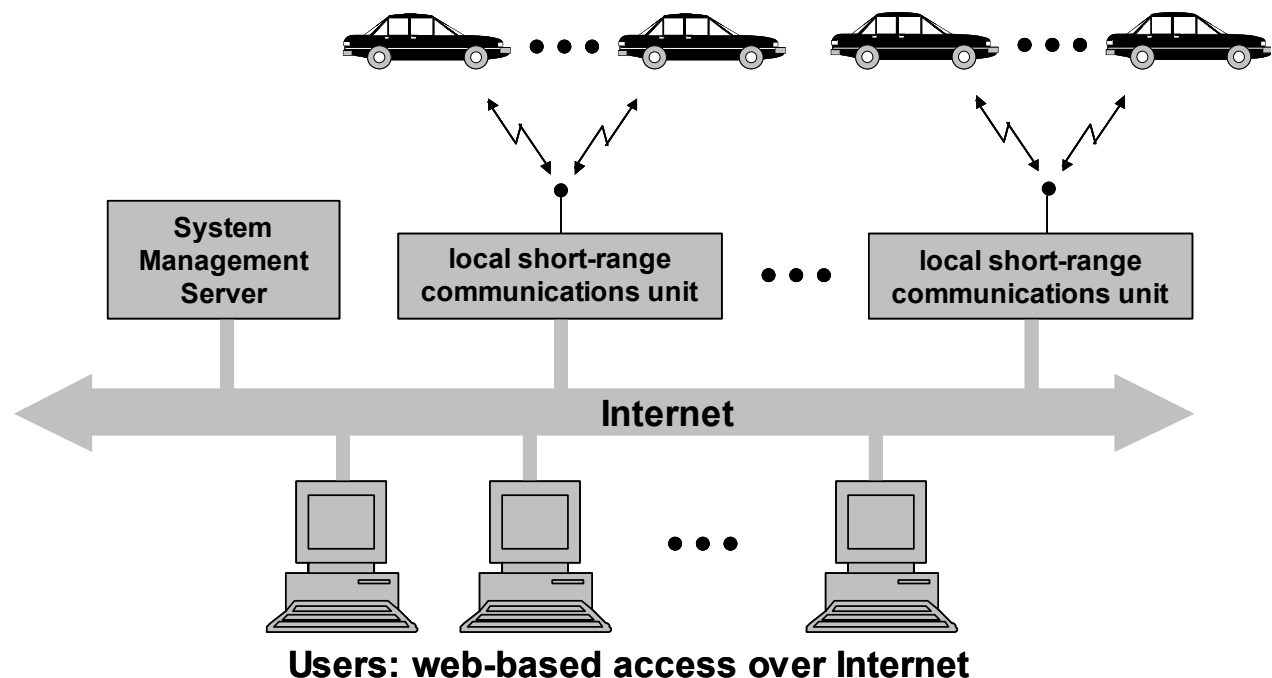 System
Management
Server
local short-range
communications unit
local short-range
communications unit
Internet
Users: web-based access over Internet